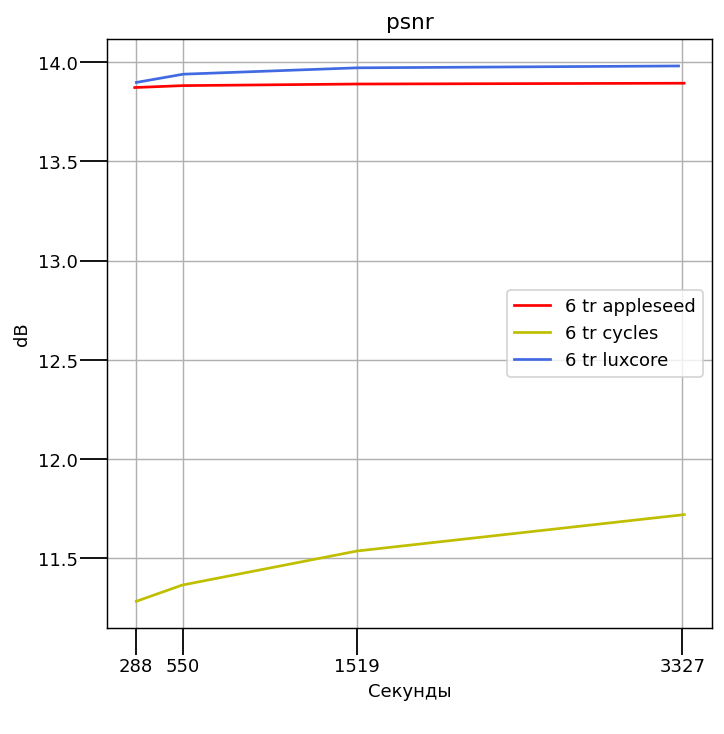 psnr
14.0
13.5
13.0
12.5
12.0
11.5
dB
6 tr appleseed
6 tr cycles
6 tr luxcore
288 550 1519 3327
Секунды